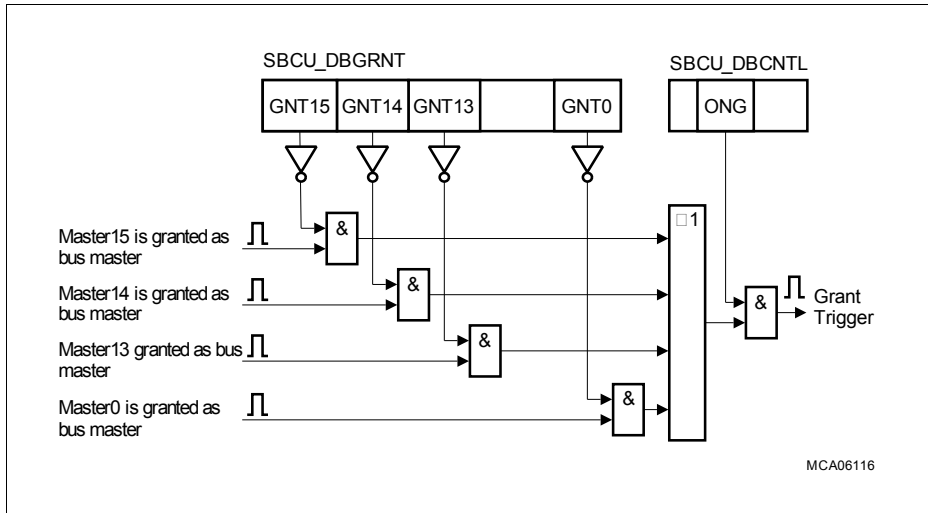 SBCU_DBGRNT
SBCU_DBCNTL
GNT15 GNT14 GNT13 GNT0
ONG
Master15 is granted as
bus master
&
□1
Master14 is granted as
bus master
&
&
Grant
Trigger
Master13 granted as bus
master
&
Master0 is granted as
bus master
&
MCA06116